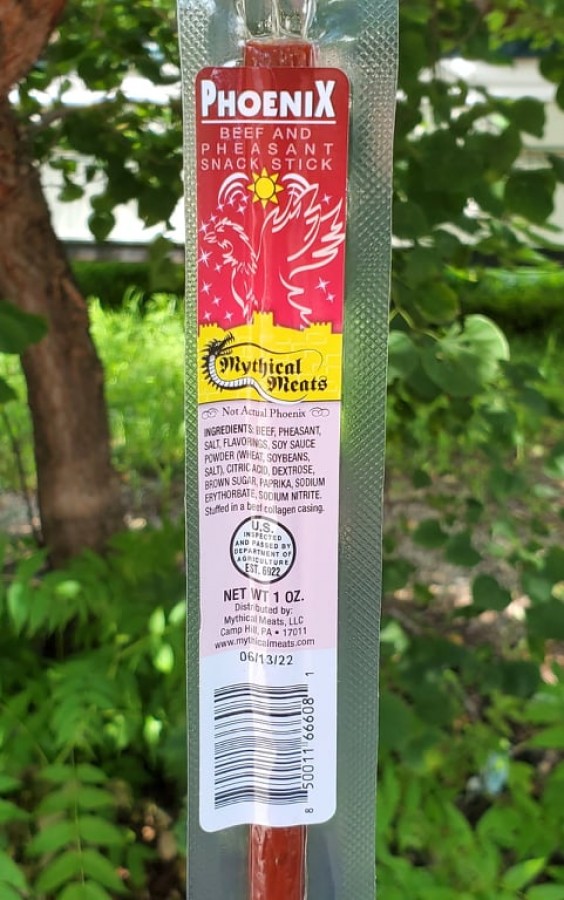 PHOENIX
BEEF AND
PHEASANT
SNACK STICK
Mythical
Meats
Not Actual Phoenix
INGREDIENTS: BEEF, PHEASANT,
SALT, FLAVORINGS, SOY SAUCE
POWDER (WHEAT, SOYBEANS,
SALT), CITRIC ACID, DEXTROSE,
BROWN SUGAR, PAPRIKA, SODIUM
ERYTHORBATE, SODIUM NITRITE.
Stuffed in a beef collagen casing.
U.S.
INSPECTED
AND PASSED BY
DEPARTMENT OF
AGRICULTURE
EST. 6922
NET WT 1 OZ.
Distributed by:
Mythical Meats, LLC
Camp Hill, PA • 17011
www.mythicalmeats.com
06/13/22
8 50011 66608 1